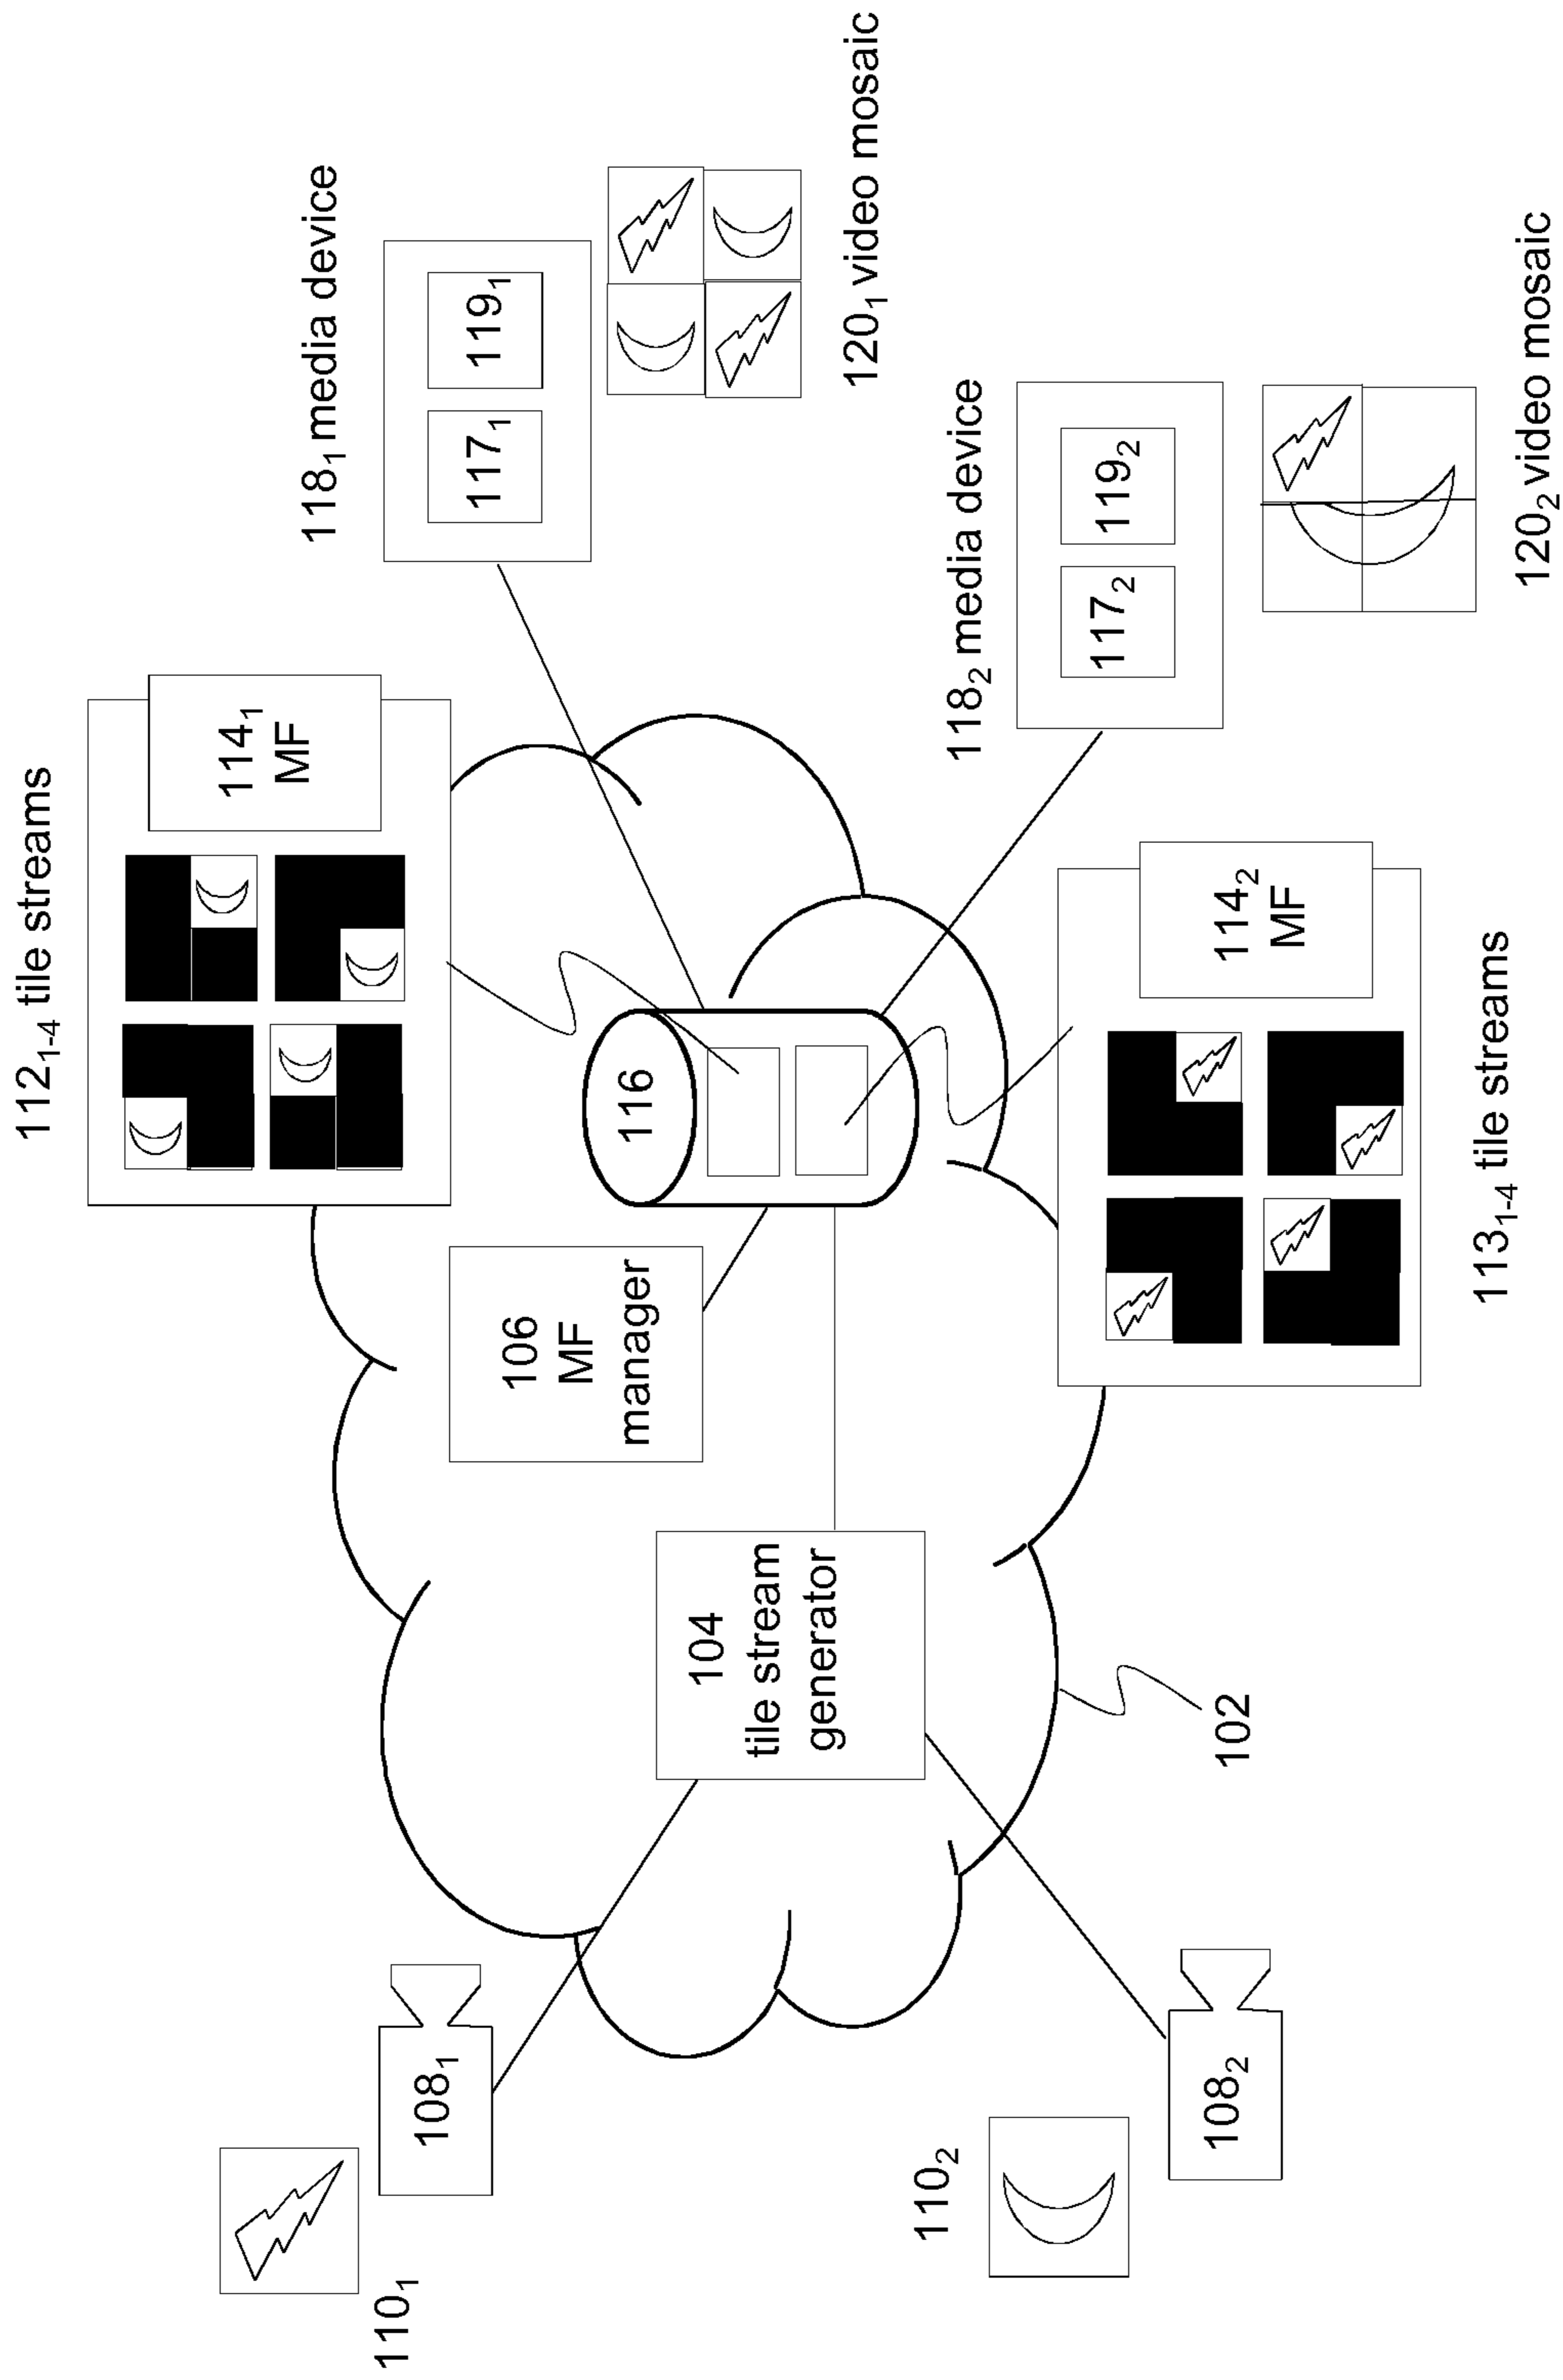 112₁₋₄ tile streams
114₁
MF
118₁ media device
117₁
119₁
120₁ video mosaic
110₁
108₁
106
MF
manager
116
104
tile stream
generator
118₂ media device
117₂
119₂
120₂ video mosaic
110₂
108₂
102
114₂
MF
113₁₋₄ tile streams